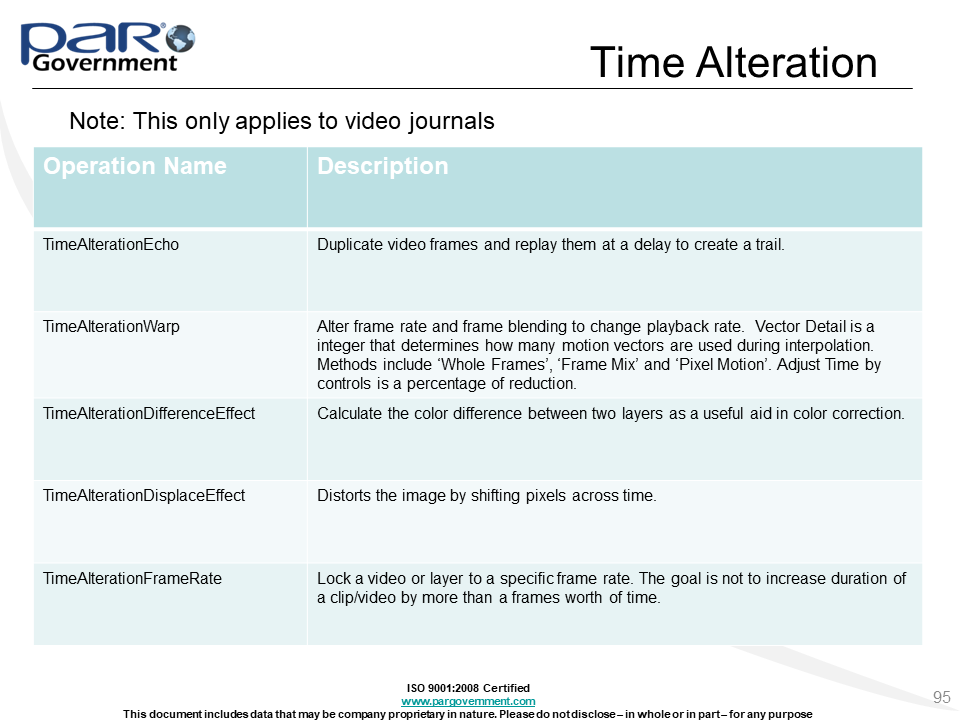 PAR Government
Time Alteration
Note: This only applies to video journals
Operation Name
Description
TimeAlterationEcho
Duplicate video frames and replay them at a delay to create a trail.
TimeAlterationWarp
Alter frame rate and frame blending to change playback rate. Vector Detail is a
integer that determines how many motion vectors are used during interpolation.
Methods include ‘Whole Frames’, ‘Frame Mix’ and ‘Pixel Motion’. Adjust Time by
controls is a percentage of reduction.
TimeAlterationDifferenceEffect
Calculate the color difference between two layers as a useful aid in color correction.
TimeAlterationDisplaceEffect
Distorts the image by shifting pixels across time.
TimeAlterationFrameRate
Lock a video or layer to a specific frame rate. The goal is not to increase duration of
a clip/video by more than a frames worth of time.
ISO 9001:2008 Certified
www.pargovernment.com
This document includes data that may be company proprietary in nature. Please do not disclose – in whole or in part – for any purpose
95